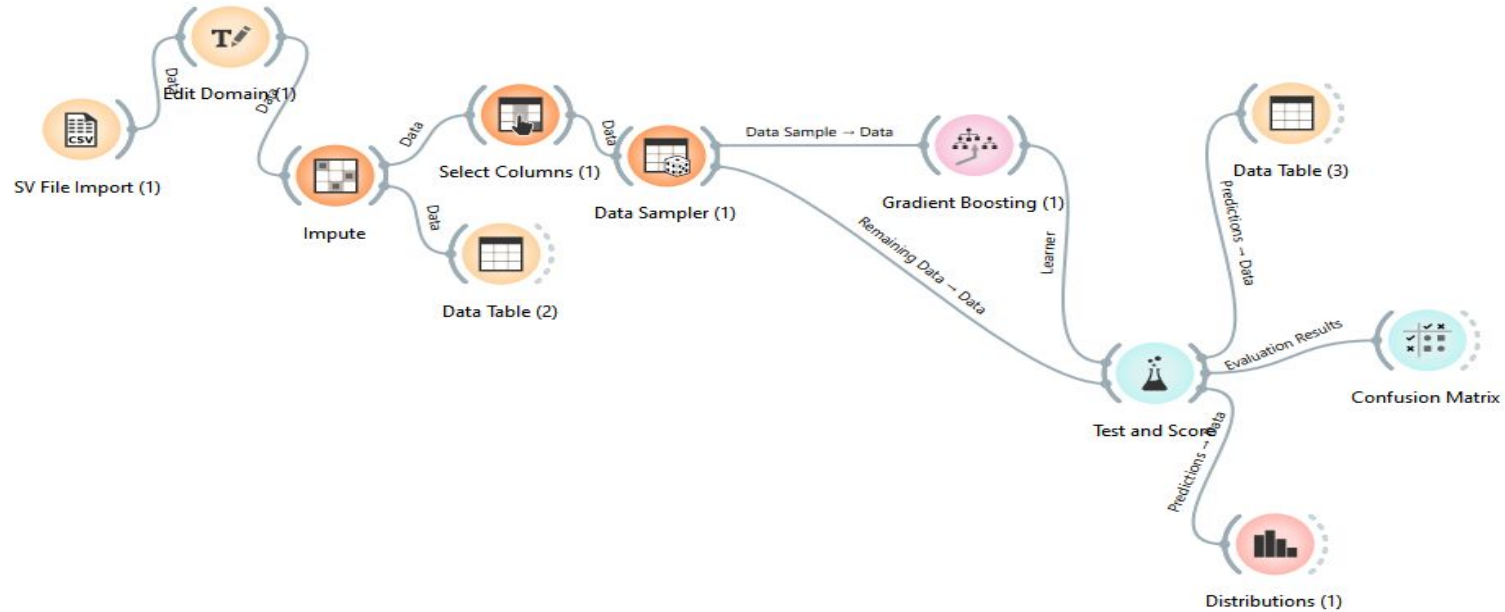 T
Data
Edit Domain (1)
Data
CSV
SV File Import (1)
Data
Select Columns (1)
Data
Impute
Data
Data Table (2)
Data Sampler (1)
Data Sample → Data
Remaining Data → Data
Gradient Boosting (1)
Learner
Test and Score
Predictions → Data
Data Table (3)
Evaluation Results
Confusion Matrix
Predictions → Data
Distributions (1)